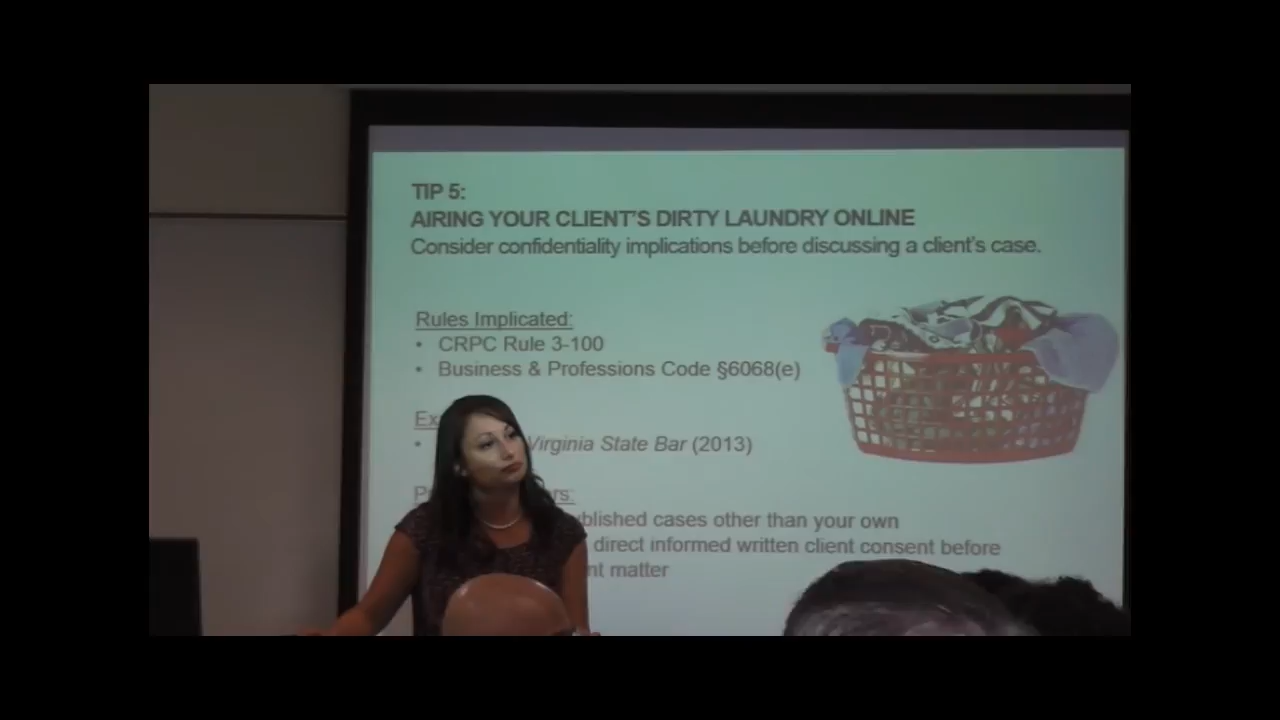 TIP 5:
AIRING YOUR CLIENT'S DIRTY LAUNDRY ONLINE
Consider confidentiality implications before discussing a client's case.
Rules Implicated:
• CRPC Rule 3-100
• Business & Professions Code §6068(e)
•
Virginia State Bar (2013)
cases other than your own
direct informed written client consent before
matter